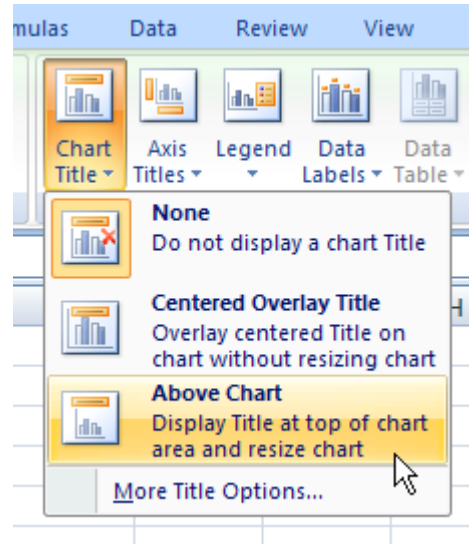 mulas Data Review View
Chart Title Axis Titles Legend Data Labels Data Table
None
Do not display a chart Title
Centered Overlay Title
Overlay centered Title on
chart without resizing chart
H
Above Chart
Display Title at top of chart
area and resize chart
More Title Options...